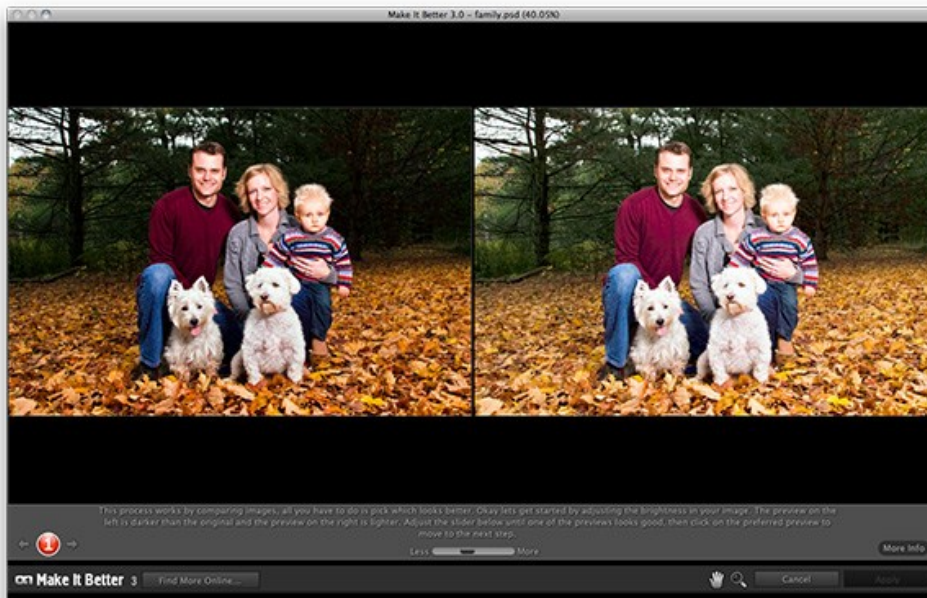 Make It Better 3.0 - family.psd (40.05%)
This process works by comparing images, all you have to do is pick which looks better. Okay lets get started by adjusting the brightness in your image. The preview on the
left is darker than the original and the preview on the right is lighter. Adjust the slider below until one of the previews looks good, then click on the preferred preview to
move to the next step.
1
Less More
More Info
Make It Better 3 Find More Online... Cancel Apply